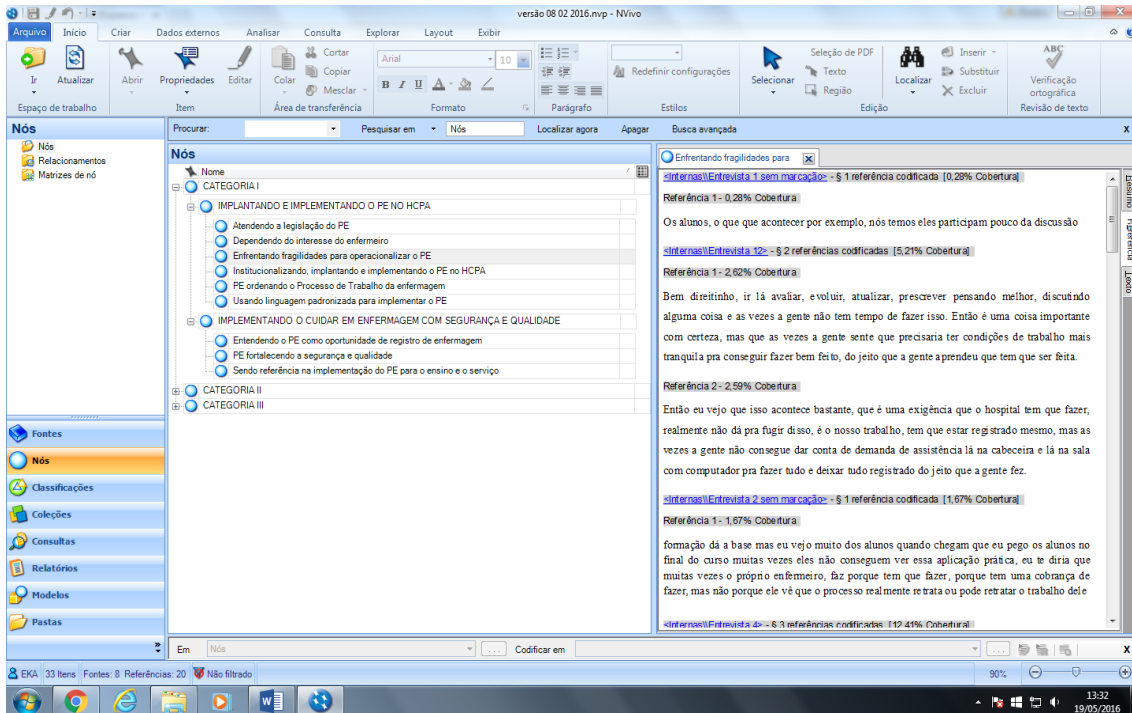 versão 08 02 2016.nvp - NVivo
Arquivo Início Criar Dados externos Analisar Consulta Explorar Layout Exibir
Ir Atualizar Abrir Propriedades Editar Colar Cortar Copiar Mesclar Arial 10 Redefinir configurações Selecionar Seleção de PDF Texto Região Localizar Inserir Substituir Excluir Verificação ortográfica
B I U A
Espaço de trabalho Item Área de transferência Formato Parágrafo Estilos Edição Revisão de texto
Nós
Procurar: Pesquisar em Nós Localizar agora Apagar Busca avançada x
Nós
Relacionamentos
Matrizes de nó
Fontes
Nós
Classificações
Coleções
Consultas
Relatórios
Modelos
Pastas
Nós
Nome
CATEGORIA I
IMPLANTANDO E IMPLEMENTANDO O PE NO HCPA
Atendendo a legislação do PE
Dependendo do interesse do enfermeiro
Enfrentando fragilidades para operacionalizar o PE
Institucionalizando, implantando e implementando o PE no HCPA
PE ordenando o Processo de Trabalho da enfermagem
Usando linguagem padronizada para implementar o PE
IMPLEMENTANDO O CUIDAR EM ENFERMAGEM COM SEGURANÇA E QUALIDADE
Entendendo o PE como oportunidade de registro de enfermagem
PE fortalecendo a segurança e qualidade
Sendo referência na implementação do PE para o ensino e o serviço
CATEGORIA II
CATEGORIA III
Enfrentando fragilidades para
<Internas\\Entrevista 1 sem marcação> - § 1 referência codificada [0,28% Cobertura]
Referência 1 - 0,28% Cobertura
Os alunos, o que que acontecer por exemplo, nós temos eles participam pouco da discussão
<Internas\\Entrevista 12> - § 2 referências codificadas [5,21% Cobertura]
Referência 1 - 2,62% Cobertura
Bem direitinho, ir lá avaliar, evoluir, atualizar, prescrever pensando melhor, discutindo
alguma coisa e as vezes a gente não tem tempo de fazer isso. Então é uma coisa importante
com certeza, mas que as vezes a gente sente que precisaria ter condições de trabalho mais
tranquila pra conseguir fazer bem feito, do jeito que a gente aprendeu que tem que ser feita.
Referência 2 - 2,59% Cobertura
Então eu vejo que isso acontece bastante, que é uma exigência que o hospital tem que fazer,
realmente não dá pra fugir disso, é o nosso trabalho, tem que estar registrado mesmo, mas as
vezes a gente não consegue dar conta de demanda de assistência lá na cabeceira e lá na sala
com computador pra fazer tudo e deixar tudo registrado do jeito que a gente fez.
<Internas\\Entrevista 2 sem marcação> - § 1 referência codificada [1,67% Cobertura]
Referência 1 - 1,67% Cobertura
formação dá a base mas eu vejo muito dos alunos quando chegam que eu pego os alunos no
final do curso muitas vezes eles não conseguem ver essa aplicação prática, eu te diria que
muitas vezes o próprio enfermeiro, faz porque tem que fazer, porque tem uma cobrança de
fazer, mas não porque ele vê que o processo realmente retrata ou pode retratar o trabalho dele
<Internas\\Entrevista 4> - § 3 referências codificadas [12,41% Cobertura]
Resumo
Referência
Texto
Em Nós ... Codificar em ... x
EKA 33 Itens Fontes: 8 Referências: 20 Não filtrado 90%
13:32
19/05/2016